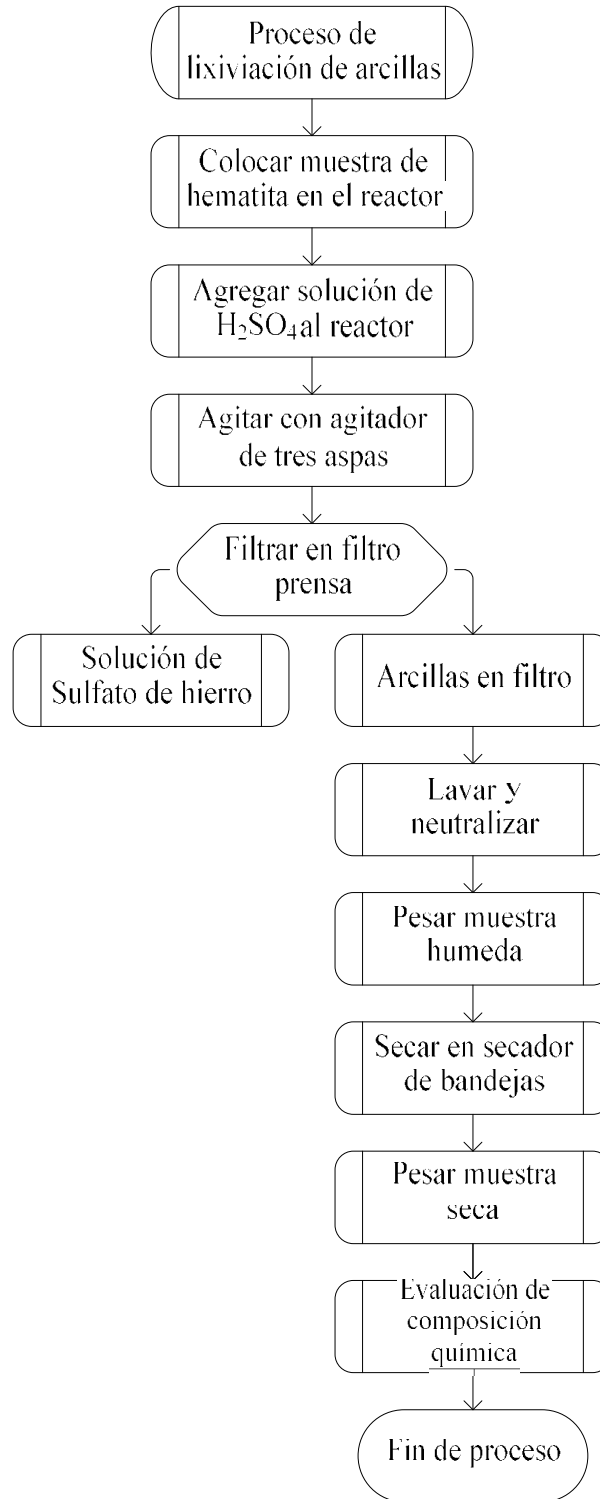 Proceso de
lixiviación de arcillas
Colocar muestra de
hematita en el reactor
Agregar solución de
H₂SO₄ al reactor
Agitar con agitador
de tres aspas
Filtrar en filtro
prensa
Solución de
Sulfato de hierro
Arcillas en filtro
Lavar y
neutralizar
Pesar muestra
humeda
Secar en secador
de bandejas
Pesar muestra
seca
Evaluación de
composición
química
Fin de proceso